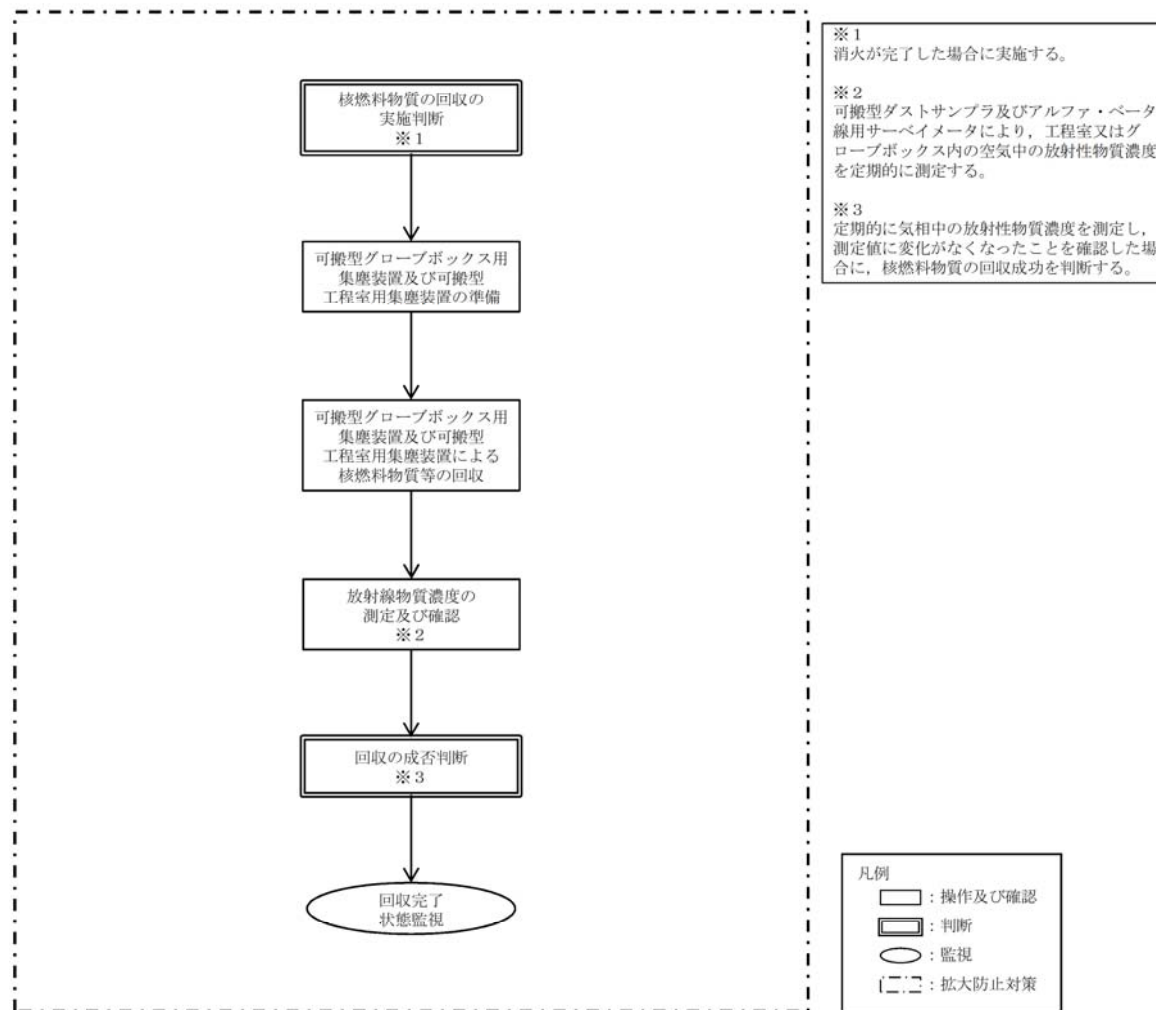 核燃料物質の回収の
実施判断
※1
可搬型グローブボックス用
集塵装置及び可搬型
工程室用集塵装置の準備
可搬型グローブボックス用
集塵装置及び可搬型
工程室用集塵装置による
核燃料物質等の回収
放射線物質濃度の
測定及び確認
※2
回収の成否判断
※3
回収完了
状態監視
※1
消火が完了した場合に実施する。
※2
可搬型ダストサンプラ及びアルファ・ベータ
線用サーベイメータにより，工程室又はグ
ローブボックス内の空気中の放射性物質濃度
を定期的に測定する。
※3
定期的に気相中の放射性物質濃度を測定し，
測定値に変化がなくなったことを確認した場
合に，核燃料物質の回収成功を判断する。
凡例
：操作及び確認
：判断
：監視
：拡大防止対策